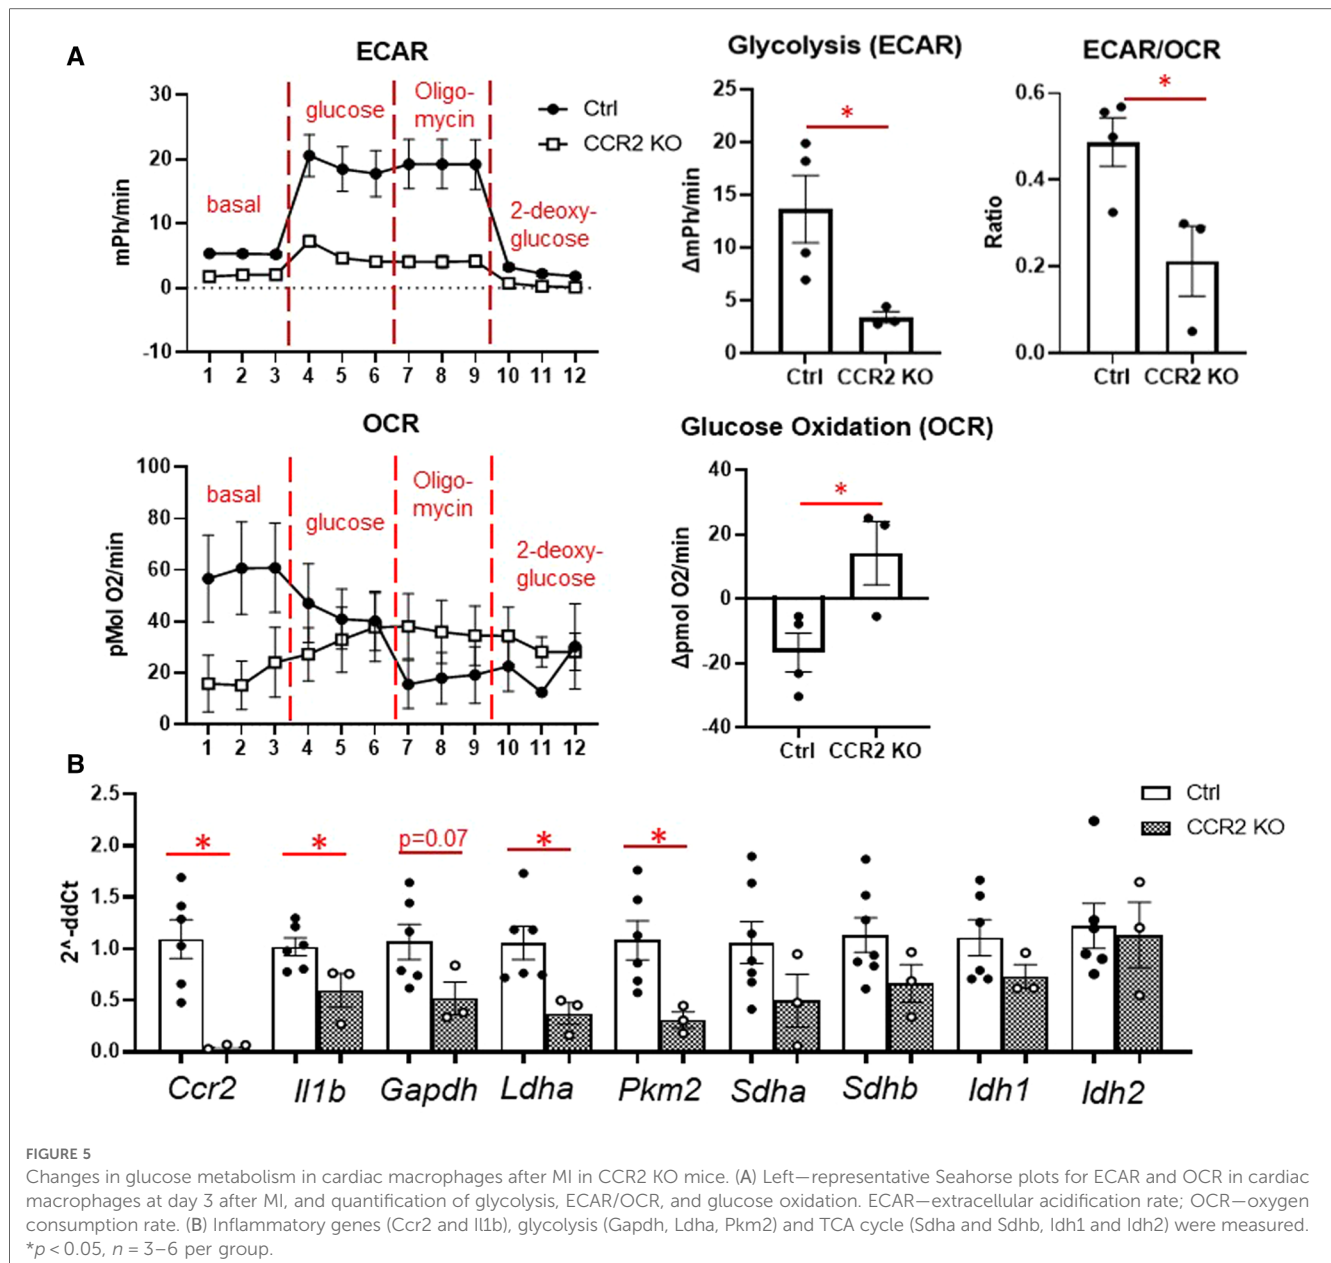 A
ECAR
mPh/min
30
20
10
0
-10
basal
glucose
Oligo-
mycin
2-deoxy-
glucose
Ctrl
CCR2 KO
1 2 3 4 5 6 7 8 9 10 11 12
Glycolysis (ECAR)
ΔmPh/min
25
20
15
10
5
0
*
Ctrl CCR2 KO
ECAR/OCR
Ratio
0.6
0.4
0.2
0.0
*
Ctrl CCR2 KO
OCR
pMol O2/min
100
80
60
40
20
0
basal
glucose
Oligo-
mycin
2-deoxy-
glucose
1 2 3 4 5 6 7 8 9 10 11 12
Glucose Oxidation (OCR)
Δpmol O2/min
40
20
0
-20
-40
*
Ctrl CCR2 KO
B
2^-ddCt
2.5
2.0
1.5
1.0
0.5
0.0
* * p=0.07 * *
Ctrl
CCR2 KO
Ccr2 Il1b Gapdh Ldha Pkm2 Sdha Sdhb Idh1 Idh2
FIGURE 5
Changes in glucose metabolism in cardiac macrophages after MI in CCR2 KO mice. (A) Left—representative Seahorse plots for ECAR and OCR in cardiac
macrophages at day 3 after MI, and quantification of glycolysis, ECAR/OCR, and glucose oxidation. ECAR—extracellular acidification rate; OCR—oxygen
consumption rate. (B) Inflammatory genes (Ccr2 and Il1b), glycolysis (Gapdh, Ldha, Pkm2) and TCA cycle (Sdha and Sdhb, Idh1 and Idh2) were measured.
*p < 0.05, n = 3–6 per group.